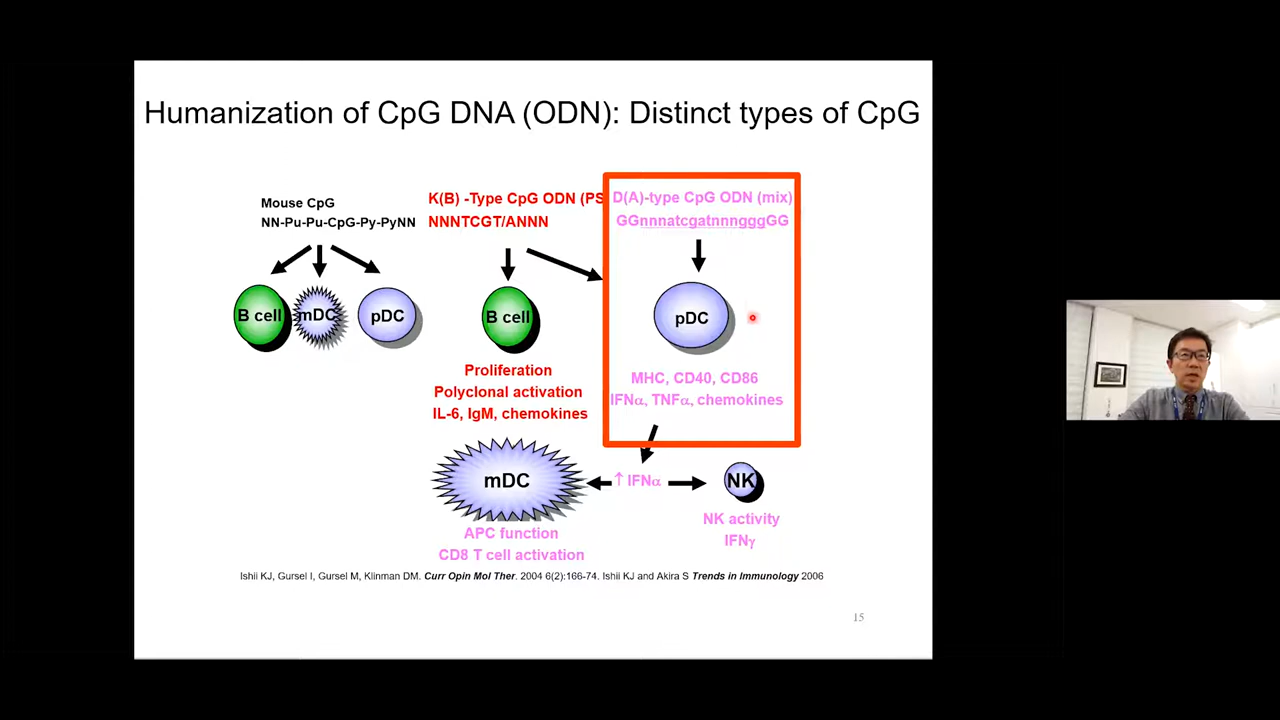 Humanization of CpG DNA (ODN): Distinct types of CpG
Mouse CpG
NN-Pu-Pu-CpG-Py-PyNN
B cell
mDC
pDC
K(B) -Type CpG ODN (PS
NNNTCGT/ANNN
B cell
Proliferation
Polyclonal activation
IL-6, IgM, chemokines
D(A)-type CpG ODN (mix)
GGnnnatcgatnnngggGG
pDC
MHC, CD40, CD86
IFNα, TNFα, chemokines
mDC
↑ IFNα
NK
APC function
CD8 T cell activation
NK activity
IFNγ
Ishii KJ, Gursel I, Gursel M, Klinman DM. Curr Opin Mol Ther. 2004 6(2):166-74. Ishii KJ and Akira S Trends in Immunology 2006
15